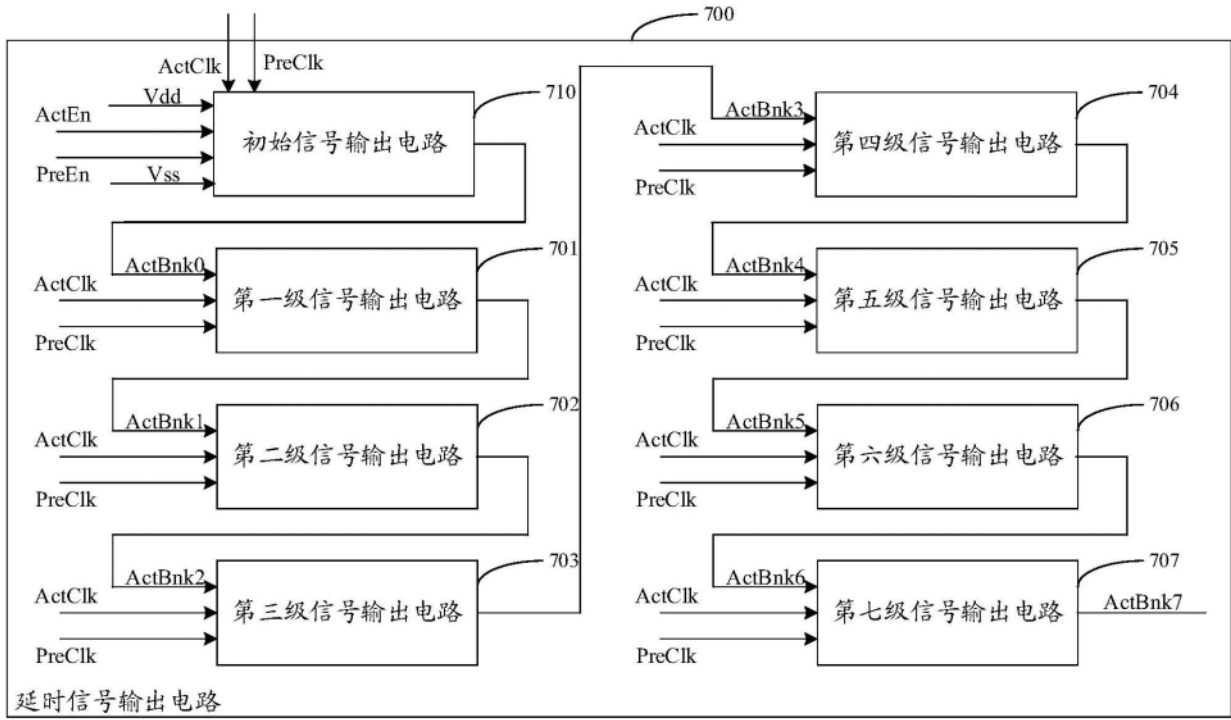 700
ActClk
PreClk
Vdd
ActEn
PreEn
Vss
初始信号输出电路
710
ActBnk0
ActClk
PreClk
第一级信号输出电路
701
ActBnk1
ActClk
PreClk
第二级信号输出电路
702
ActBnk2
ActClk
PreClk
第三级信号输出电路
703
ActBnk3
ActClk
PreClk
第四级信号输出电路
704
ActBnk4
ActClk
PreClk
第五级信号输出电路
705
ActBnk5
ActClk
PreClk
第六级信号输出电路
706
ActBnk6
ActClk
PreClk
第七级信号输出电路
707
ActBnk7
延时信号输出电路